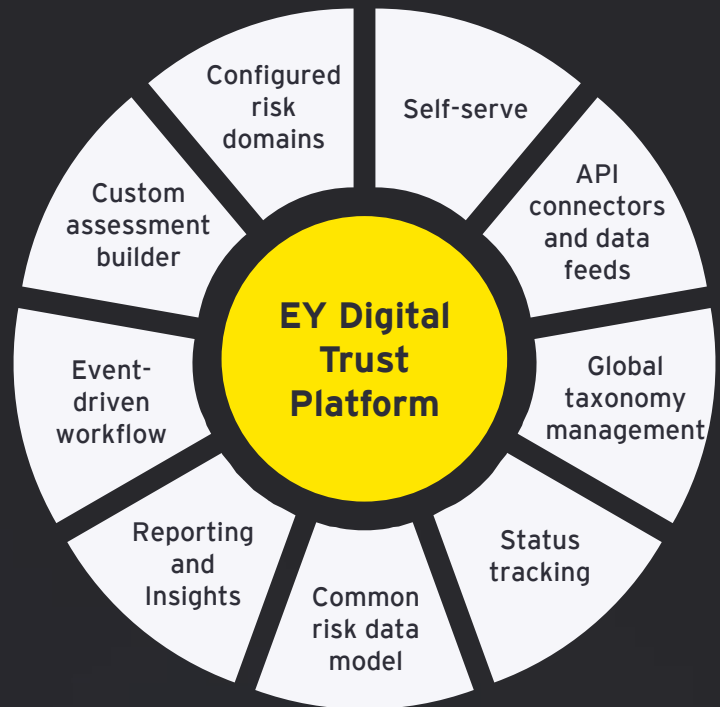 Configured
risk
domains
Self-serve
API
connectors
and data
feeds
Global
taxonomy
management
Status
tracking
Common
risk data
model
Reporting
and
Insights
Event-
driven
workflow
Custom
assessment
builder
EY Digital
Trust
Platform